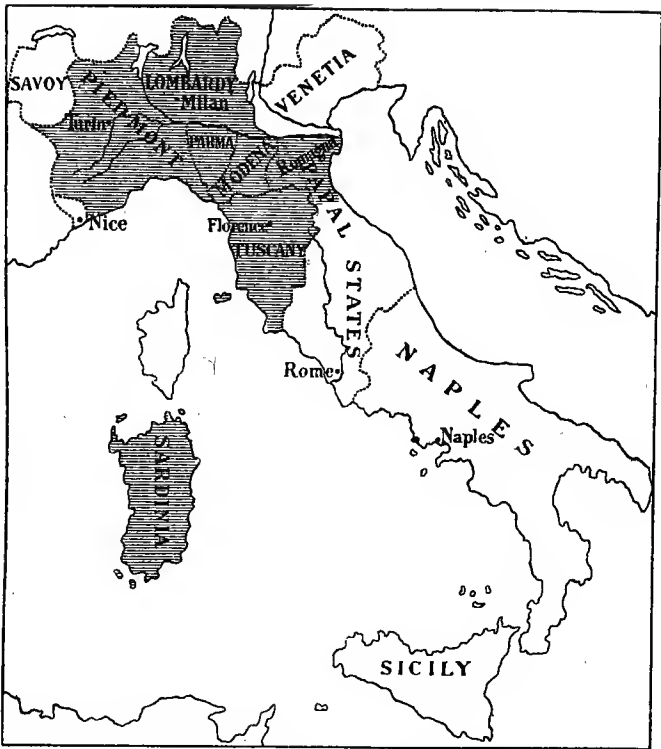 SAVOY
PIEDMONT
LOMBARDY
Milan
VENETIA
Turin
PARMA
MODENA
Romagna
PAPAL STATES
Nice
Florence
TUSCANY
Rome
NAPLES
Naples
SARDINIA
SICILY